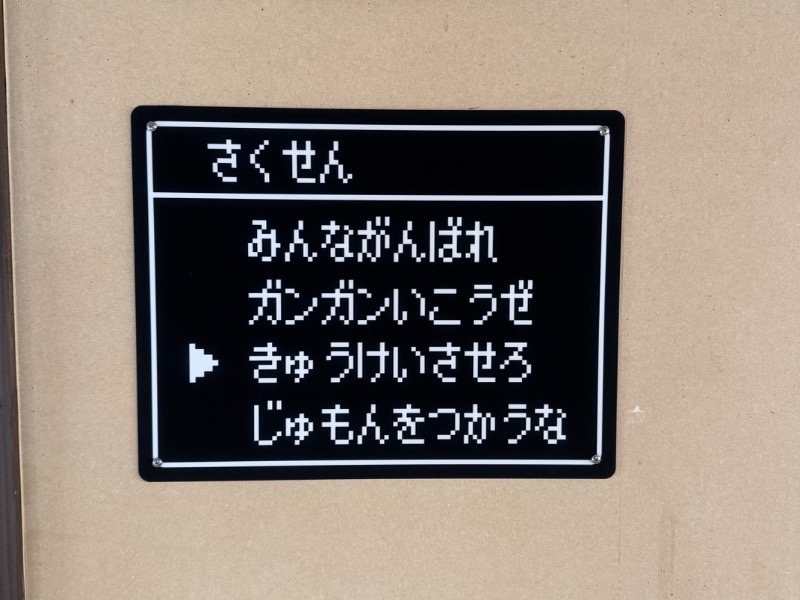 さくせん
みんながんばれ
ガンガンいこうぜ
きゅうけいさせろ
じゅもんをつかうな